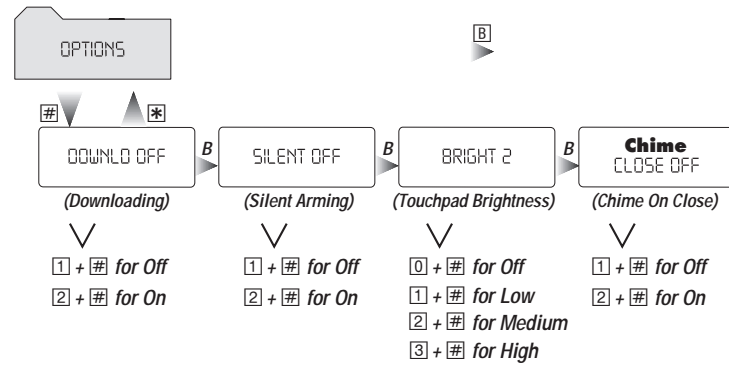 OPTIONS
B
# *
DOWNLO OFF B SILENT OFF B BRIGHT 2 B Chime
CLOSE OFF
(Downloading) (Silent Arming) (Touchpad Brightness) (Chime On Close)
1 + # for Off 1 + # for Off 0 + # for Off 1 + # for Off
2 + # for On 2 + # for On 1 + # for Low 2 + # for On
2 + # for Medium
3 + # for High